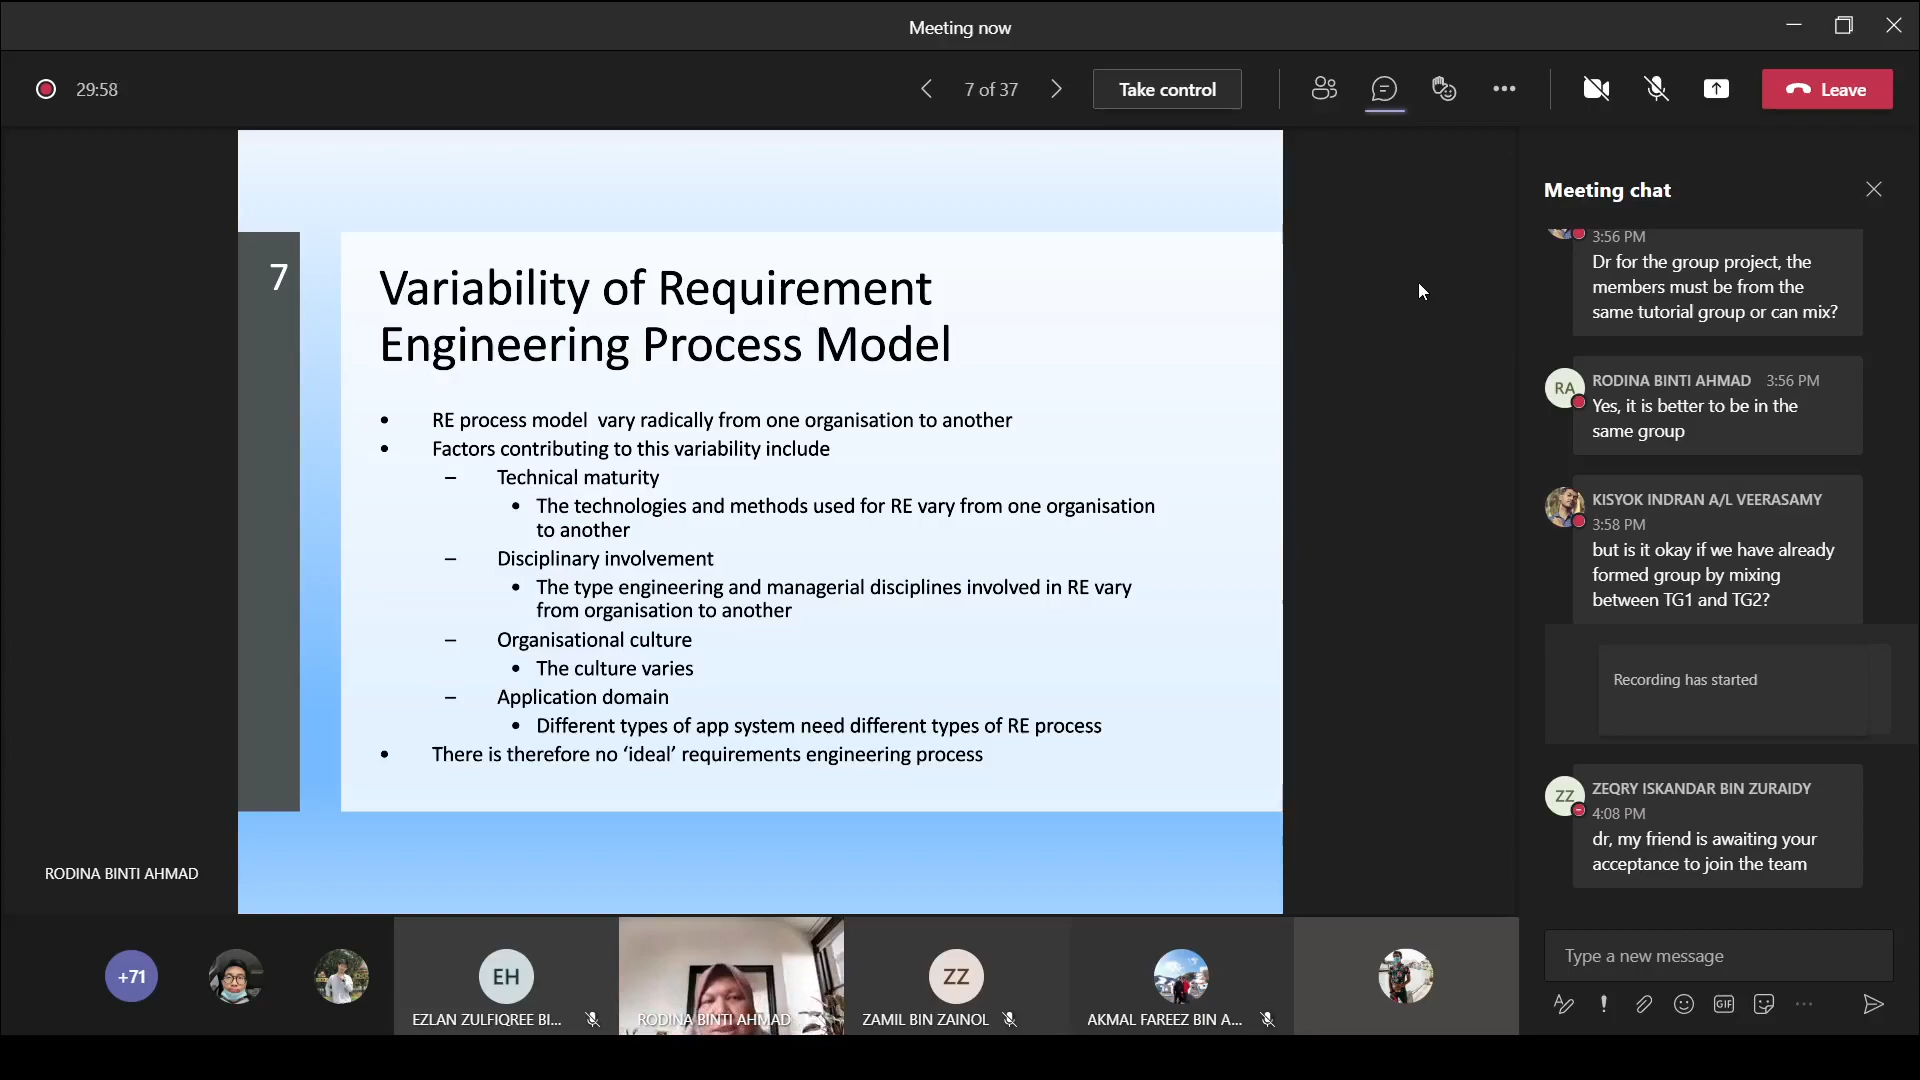 Meeting now
29:58
7 of 37
Take control
Leave
7
Variability of Requirement
Engineering Process Model
• RE process model vary radically from one organisation to another
• Factors contributing to this variability include
– Technical maturity
• The technologies and methods used for RE vary from one organisation
to another
– Disciplinary involvement
• The type engineering and managerial disciplines involved in RE vary
from organisation to another
– Organisational culture
• The culture varies
– Application domain
• Different types of app system need different types of RE process
• There is therefore no ‘ideal’ requirements engineering process
RODINA BINTI AHMAD
Meeting chat
3:56 PM
Dr for the group project, the
members must be from the
same tutorial group or can mix?
RA
RODINA BINTI AHMAD 3:56 PM
Yes, it is better to be in the
same group
KISYOK INDRAN A/L VEERASAMY
3:58 PM
but is it okay if we have already
formed group by mixing
between TG1 and TG2?
Recording has started
ZZ
ZEQRY ISKANDAR BIN ZURAIDY
4:08 PM
dr, my friend is awaiting your
acceptance to join the team
+71
EH
EZLAN ZULFIQREE BI...
RODINA BINTI AHMAD
ZZ
ZAMIL BIN ZAINOL
AKMAL FAREEZ BIN A...
Type a new message
GIF